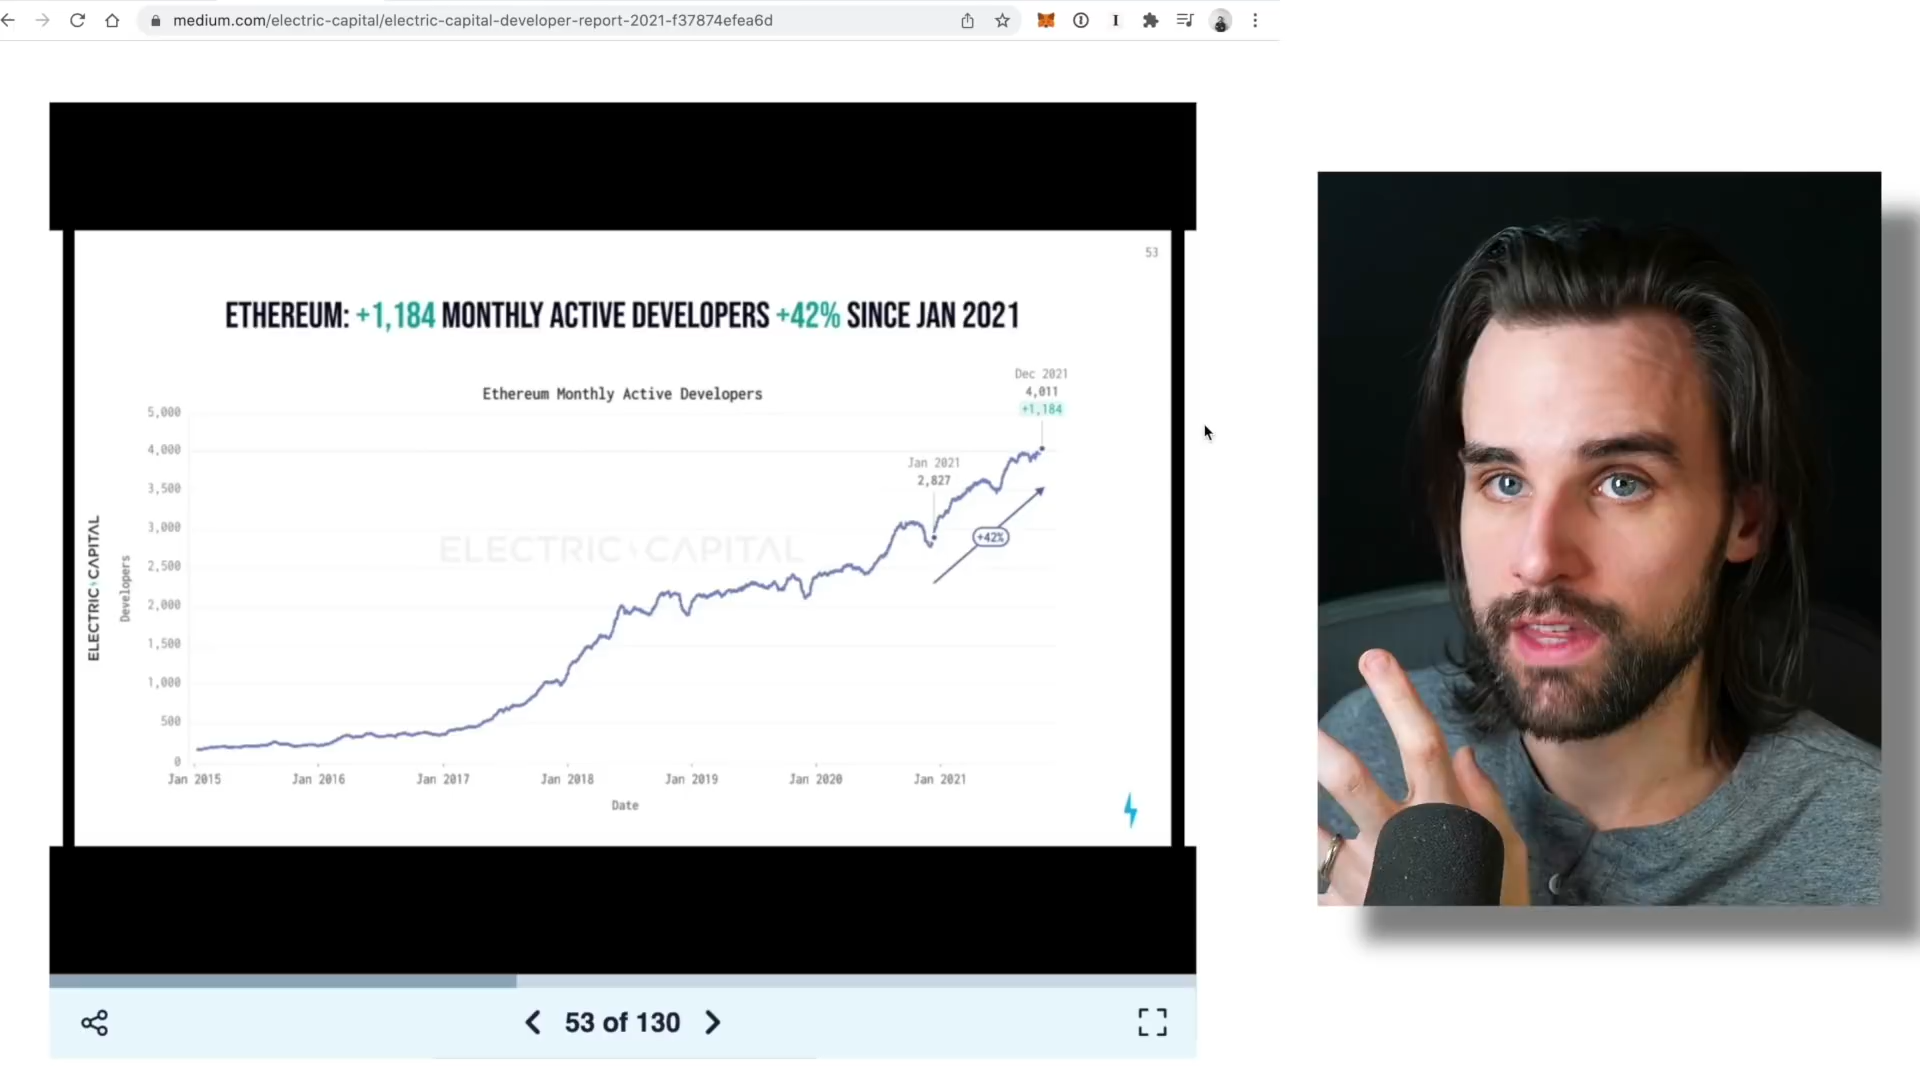 medium.com/electric-capital/electric-capital-developer-report-2021-f37874efea6d
53
ETHEREUM: +1,184 MONTHLY ACTIVE DEVELOPERS +42% SINCE JAN 2021
Ethereum Monthly Active Developers
Dec 2021
4,011
+1,184
Jan 2021
2,827
+42%
5,000
4,000
3,500
3,000
2,500
2,000
1,500
1,000
500
0
Developers
ELECTRIC CAPITAL
ELECTRIC CAPITAL
Jan 2015
Jan 2016
Jan 2017
Jan 2018
Jan 2019
Jan 2020
Jan 2021
Date
53 of 130